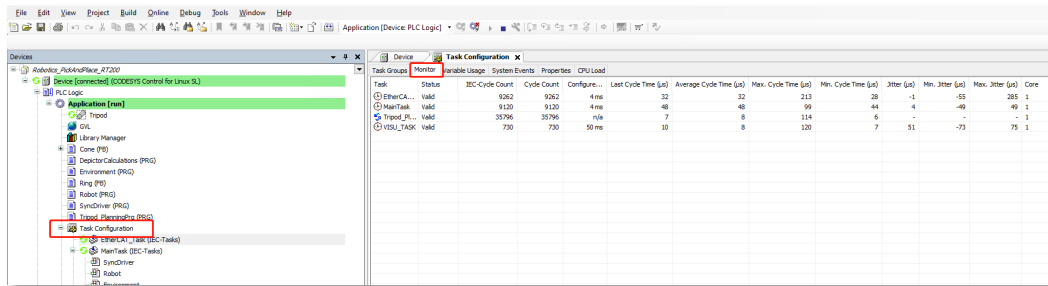 File Edit View Project Build Online Debug Tools Window Help
Application [Device: PLC Logic]
Devices
Robotics_PickAndPlace_RT200
Device [connected] (CODESYS Control for Linux SL)
PLC Logic
Application [run]
Tripod
GVL
Library Manager
Cone (FB)
DepictorCalculations (PRG)
Environment (PRG)
Ring (FB)
Robot (PRG)
SyncDriver (PRG)
Tripod_PlanningPrg (PRG)
Task Configuration
EtherCAT_Task (IEC-Tasks)
MainTask (IEC-Tasks)
SyncDriver
Robot
Environment
Device Task Configuration X
Task Groups Monitor Variable Usage System Events Properties CPU Load
Task Status IEC-Cycle Count Cycle Count Configure... Last Cycle Time (µs) Average Cycle Time (µs) Max. Cycle Time (µs) Min. Cycle Time (µs) Jitter (µs) Min. Jitter (µs) Max. Jitter (µs) Core
EtherCA... Valid 9262 9262 4 ms 32 32 213 28 -1 -55 285 1
MainTask Valid 9120 9120 4 ms 48 48 99 44 4 -49 49 1
Tripod_Pl... Valid 35796 35796 n/a 7 8 114 6 - - - 1
VISU_TASK Valid 730 730 50 ms 10 8 120 7 51 -73 75 1